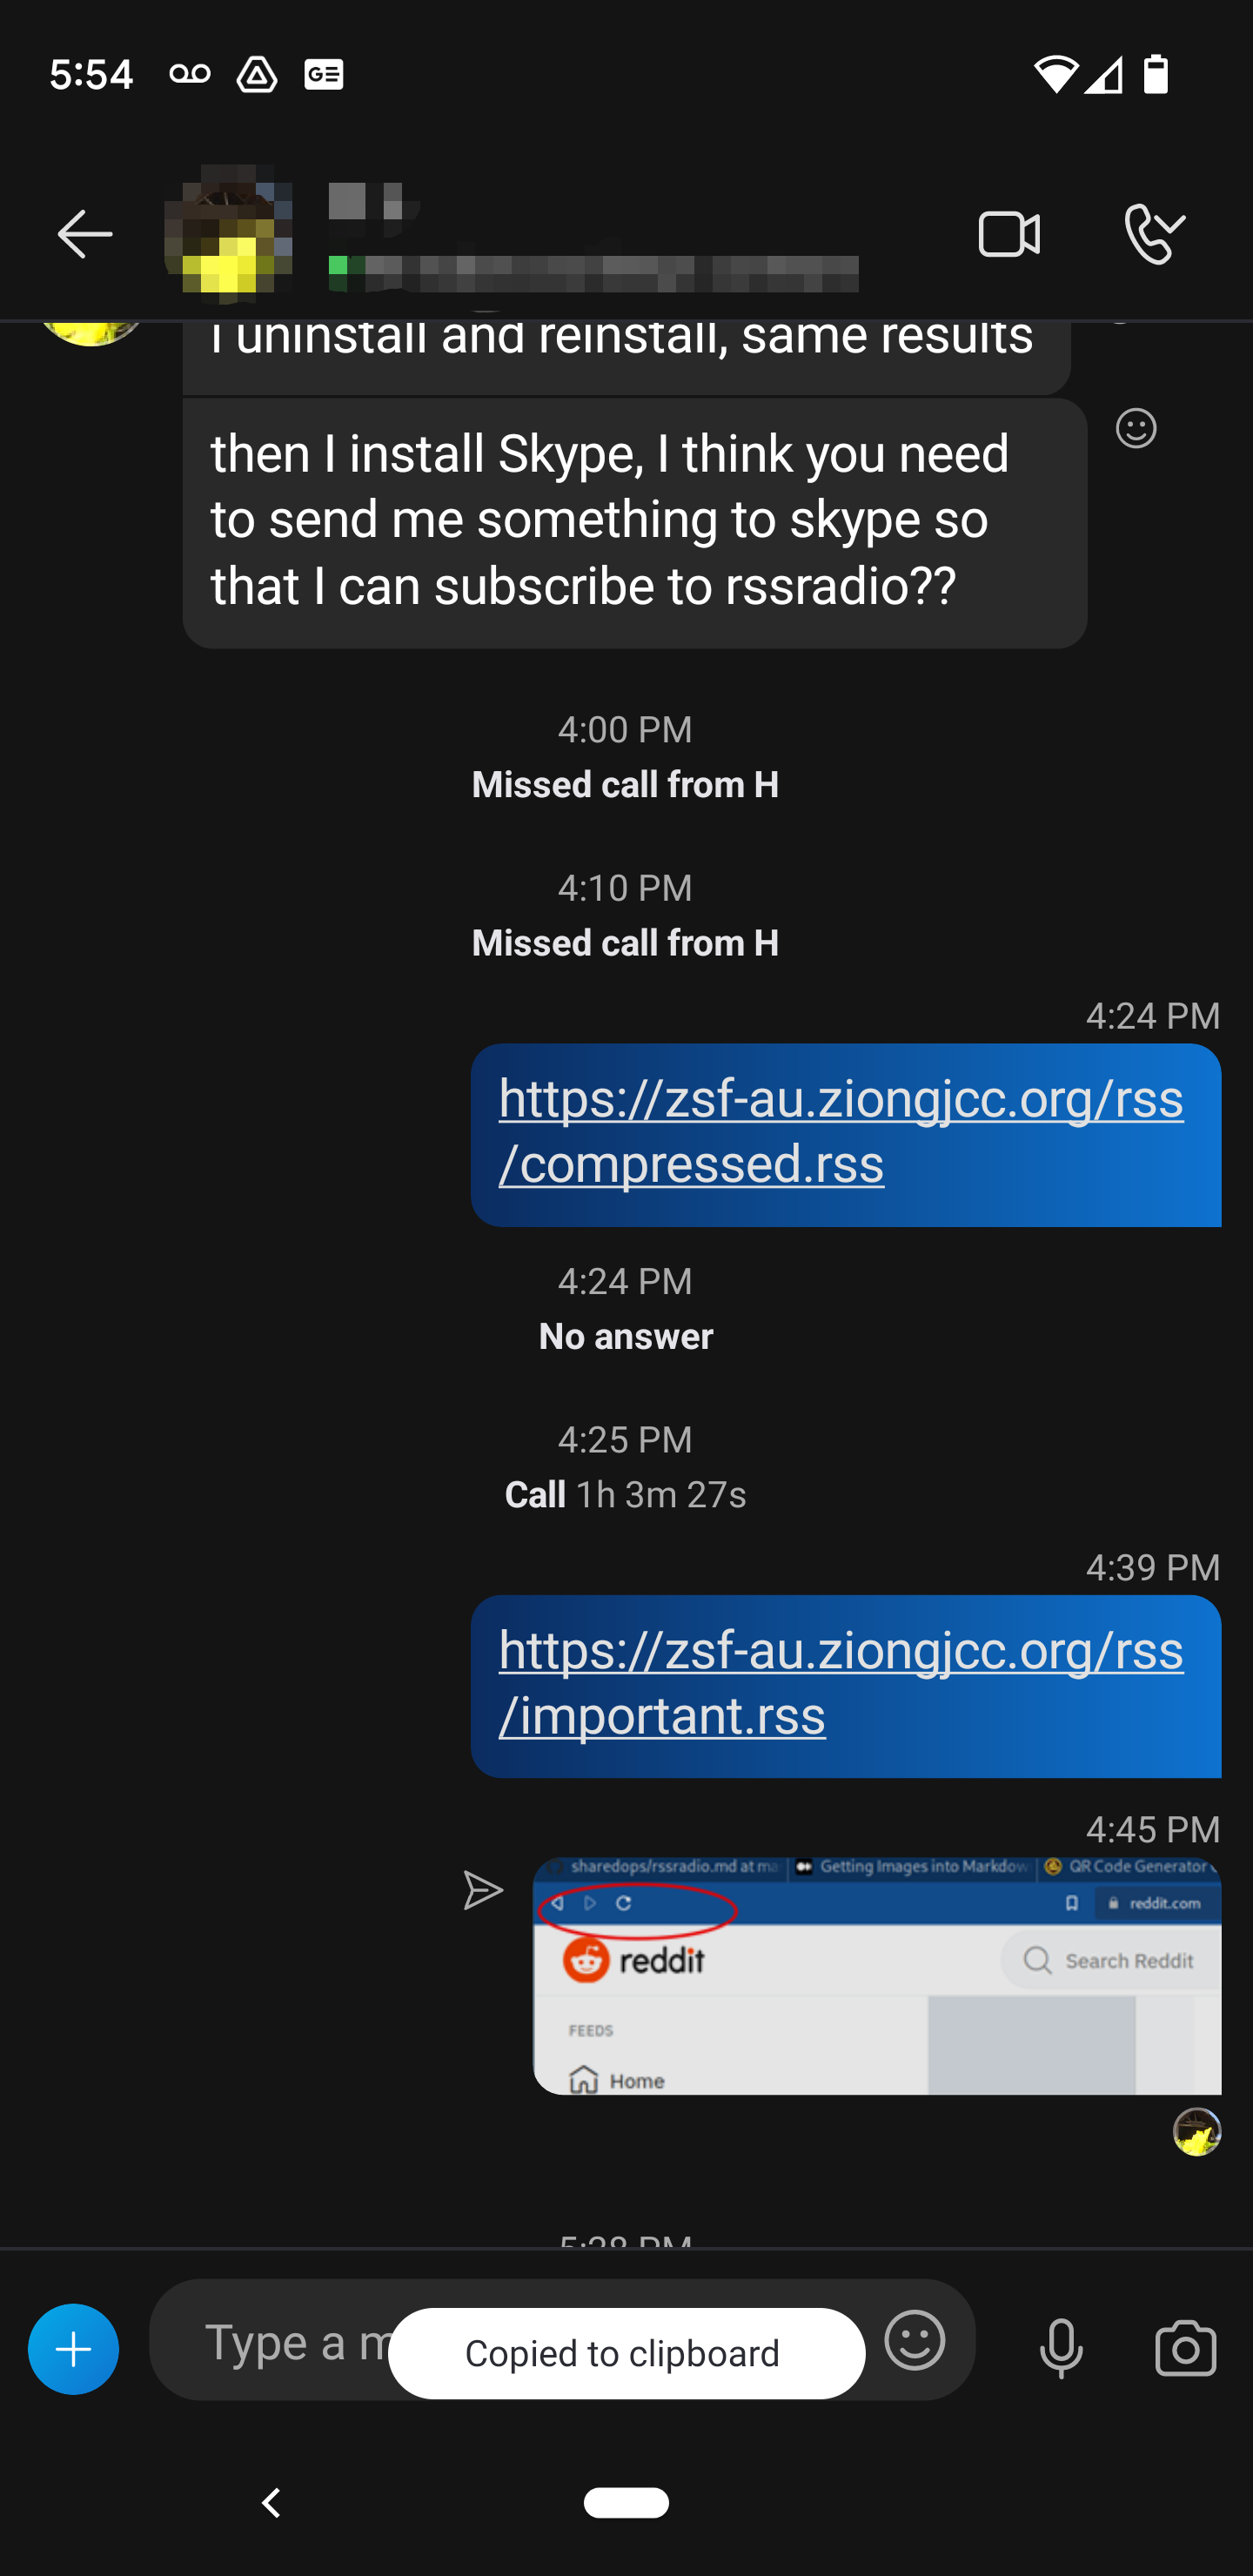 5:54
GE
i uninstall and reinstall, same results
then I install Skype, I think you need
to send me something to skype so
that I can subscribe to rssradio??
4:00 PM
Missed call from H
4:10 PM
Missed call from H
4:24 PM
https://zsf-au.ziongjcc.org/rss
/compressed.rss
4:24 PM
No answer
4:25 PM
Call 1h 3m 27s
4:39 PM
https://zsf-au.ziongjcc.org/rss
/important.rss
4:45 PM
sharedops/rssradio.md at ma Getting Images into Markdow QR Code Generator
reddit.com
reddit Search Reddit
FEEDS
Home
5:28 PM
Type a m
Copied to clipboard